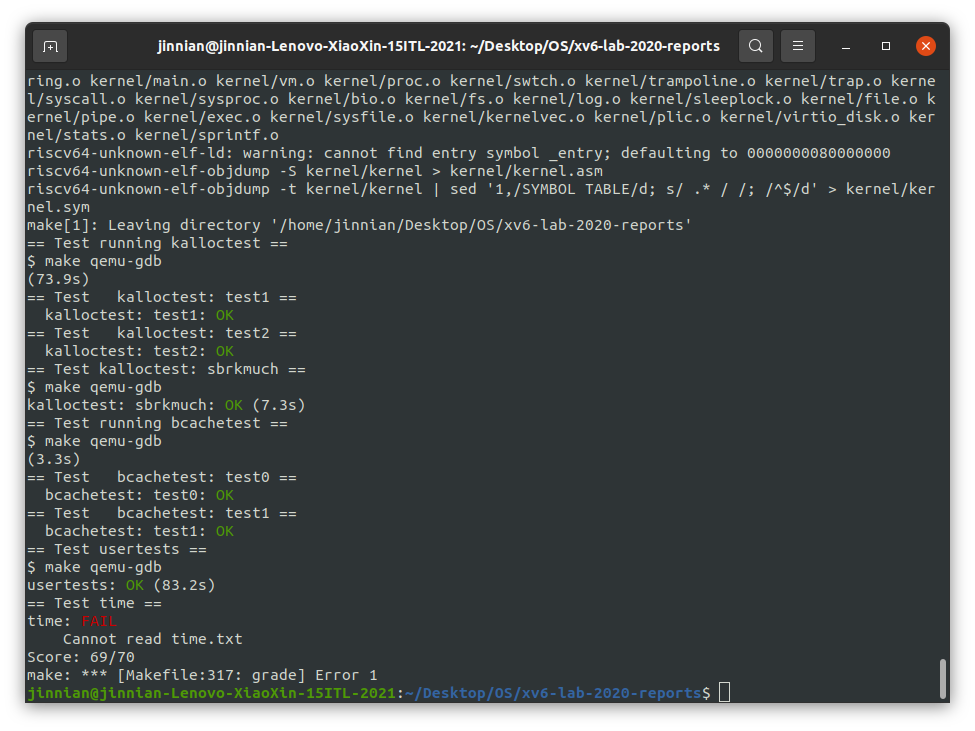 jinnian@jinnian-Lenovo-XiaoXin-15ITL-2021: ~/Desktop/OS/xv6-lab-2020-reports
ring.o kernel/main.o kernel/vm.o kernel/proc.o kernel/swtch.o kernel/trampoline.o kernel/trap.o kerne
l/syscall.o kernel/sysproc.o kernel/bio.o kernel/fs.o kernel/log.o kernel/sleeplock.o kernel/file.o k
ernel/pipe.o kernel/exec.o kernel/sysfile.o kernel/kernelvec.o kernel/plic.o kernel/virtio_disk.o ker
nel/stats.o kernel/sprintf.o
riscv64-unknown-elf-ld: warning: cannot find entry symbol _entry; defaulting to 0000000080000000
riscv64-unknown-elf-objdump -S kernel/kernel > kernel/kernel.asm
riscv64-unknown-elf-objdump -t kernel/kernel | sed '1,/SYMBOL TABLE/d; s/ .* / /; /^$/d' > kernel/ker
nel.sym
make[1]: Leaving directory '/home/jinnian/Desktop/OS/xv6-lab-2020-reports'
== Test running kalloctest ==
$ make qemu-gdb
(73.9s)
== Test   kalloctest: test1 ==
  kalloctest: test1: OK
== Test   kalloctest: test2 ==
  kalloctest: test2: OK
== Test kalloctest: sbrkmuch ==
$ make qemu-gdb
kalloctest: sbrkmuch: OK (7.3s)
== Test running bcachetest ==
$ make qemu-gdb
(3.3s)
== Test   bcachetest: test0 ==
  bcachetest: test0: OK
== Test   bcachetest: test1 ==
  bcachetest: test1: OK
== Test usertests ==
$ make qemu-gdb
usertests: OK (83.2s)
== Test time ==
time: FAIL
    Cannot read time.txt
Score: 69/70
make: *** [Makefile:317: grade] Error 1
jinnian@jinnian-Lenovo-XiaoXin-15ITL-2021:~/Desktop/OS/xv6-lab-2020-reports$